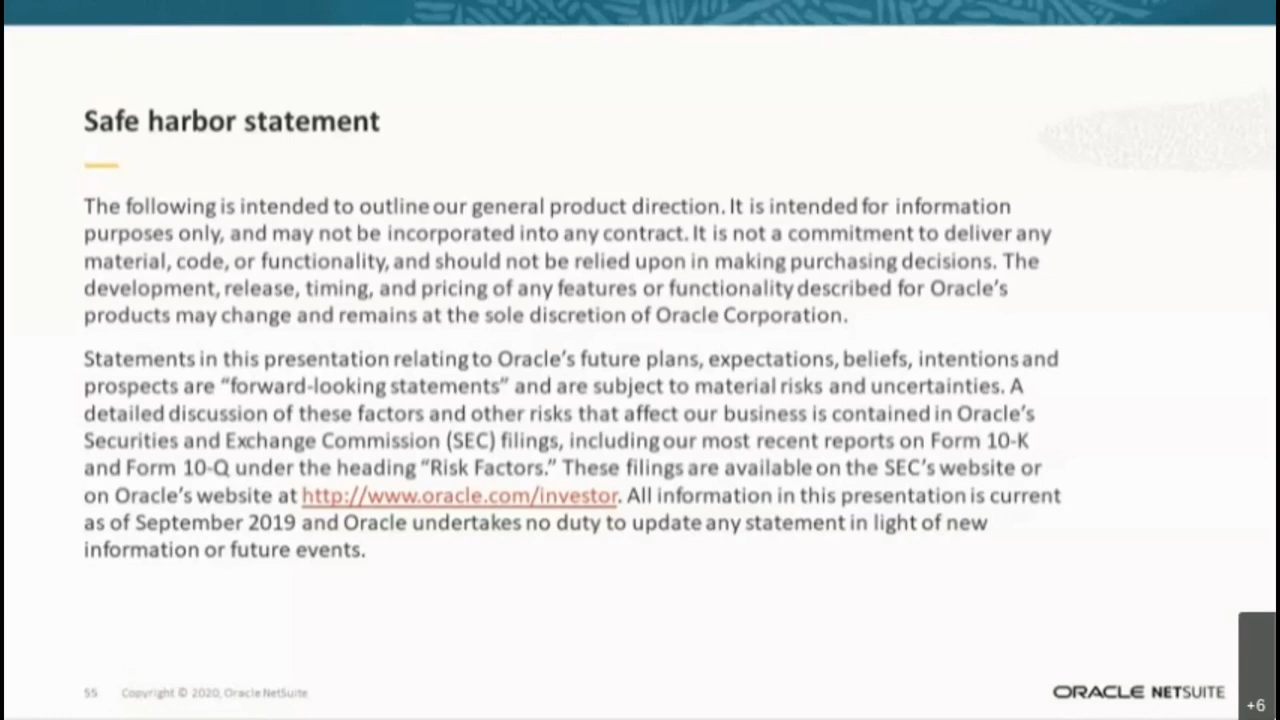 Safe harbor statement
The following is intended to outline our general product direction. It is intended for information
purposes only, and may not be incorporated into any contract. It is not a commitment to deliver any
material, code, or functionality, and should not be relied upon in making purchasing decisions. The
development, release, timing, and pricing of any features or functionality described for Oracle’s
products may change and remains at the sole discretion of Oracle Corporation.
Statements in this presentation relating to Oracle’s future plans, expectations, beliefs, intentions and
prospects are “forward-looking statements” and are subject to material risks and uncertainties. A
detailed discussion of these factors and other risks that affect our business is contained in Oracle’s
Securities and Exchange Commission (SEC) filings, including our most recent reports on Form 10-K
and Form 10-Q under the heading “Risk Factors.” These filings are available on the SEC’s website or
on Oracle’s website at http://www.oracle.com/investor. All information in this presentation is current
as of September 2019 and Oracle undertakes no duty to update any statement in light of new
information or future events.
55 Copyright © 2020, Oracle NetSuite
ORACLE NETSUITE
+6